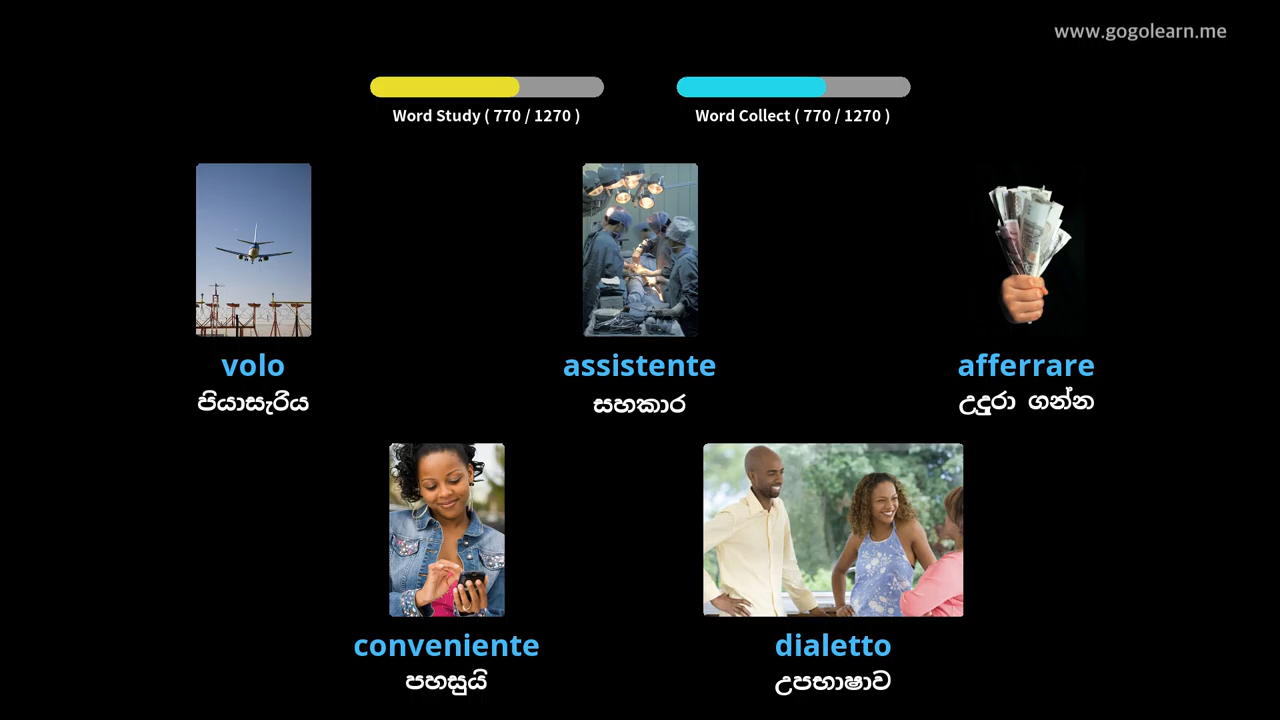 www.gogolearn.me
Word Study ( 770 / 1270 )
Word Collect ( 770 / 1270 )
volo
assistente
afferrare
පියාසැරිය
සහකාර
උදුරා ගන්න
conveniente
dialetto
පහසුයි
උපභාෂාව